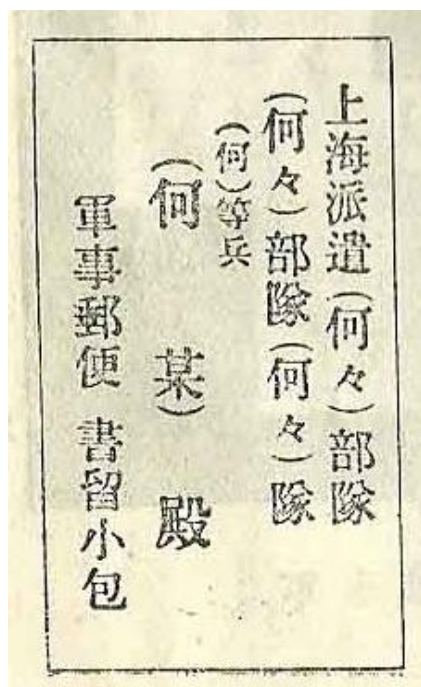 上海派遣(何々)部隊
(何々)部隊(何々)隊
(何)等兵
(何　某)　殿
軍事郵便　書留小包